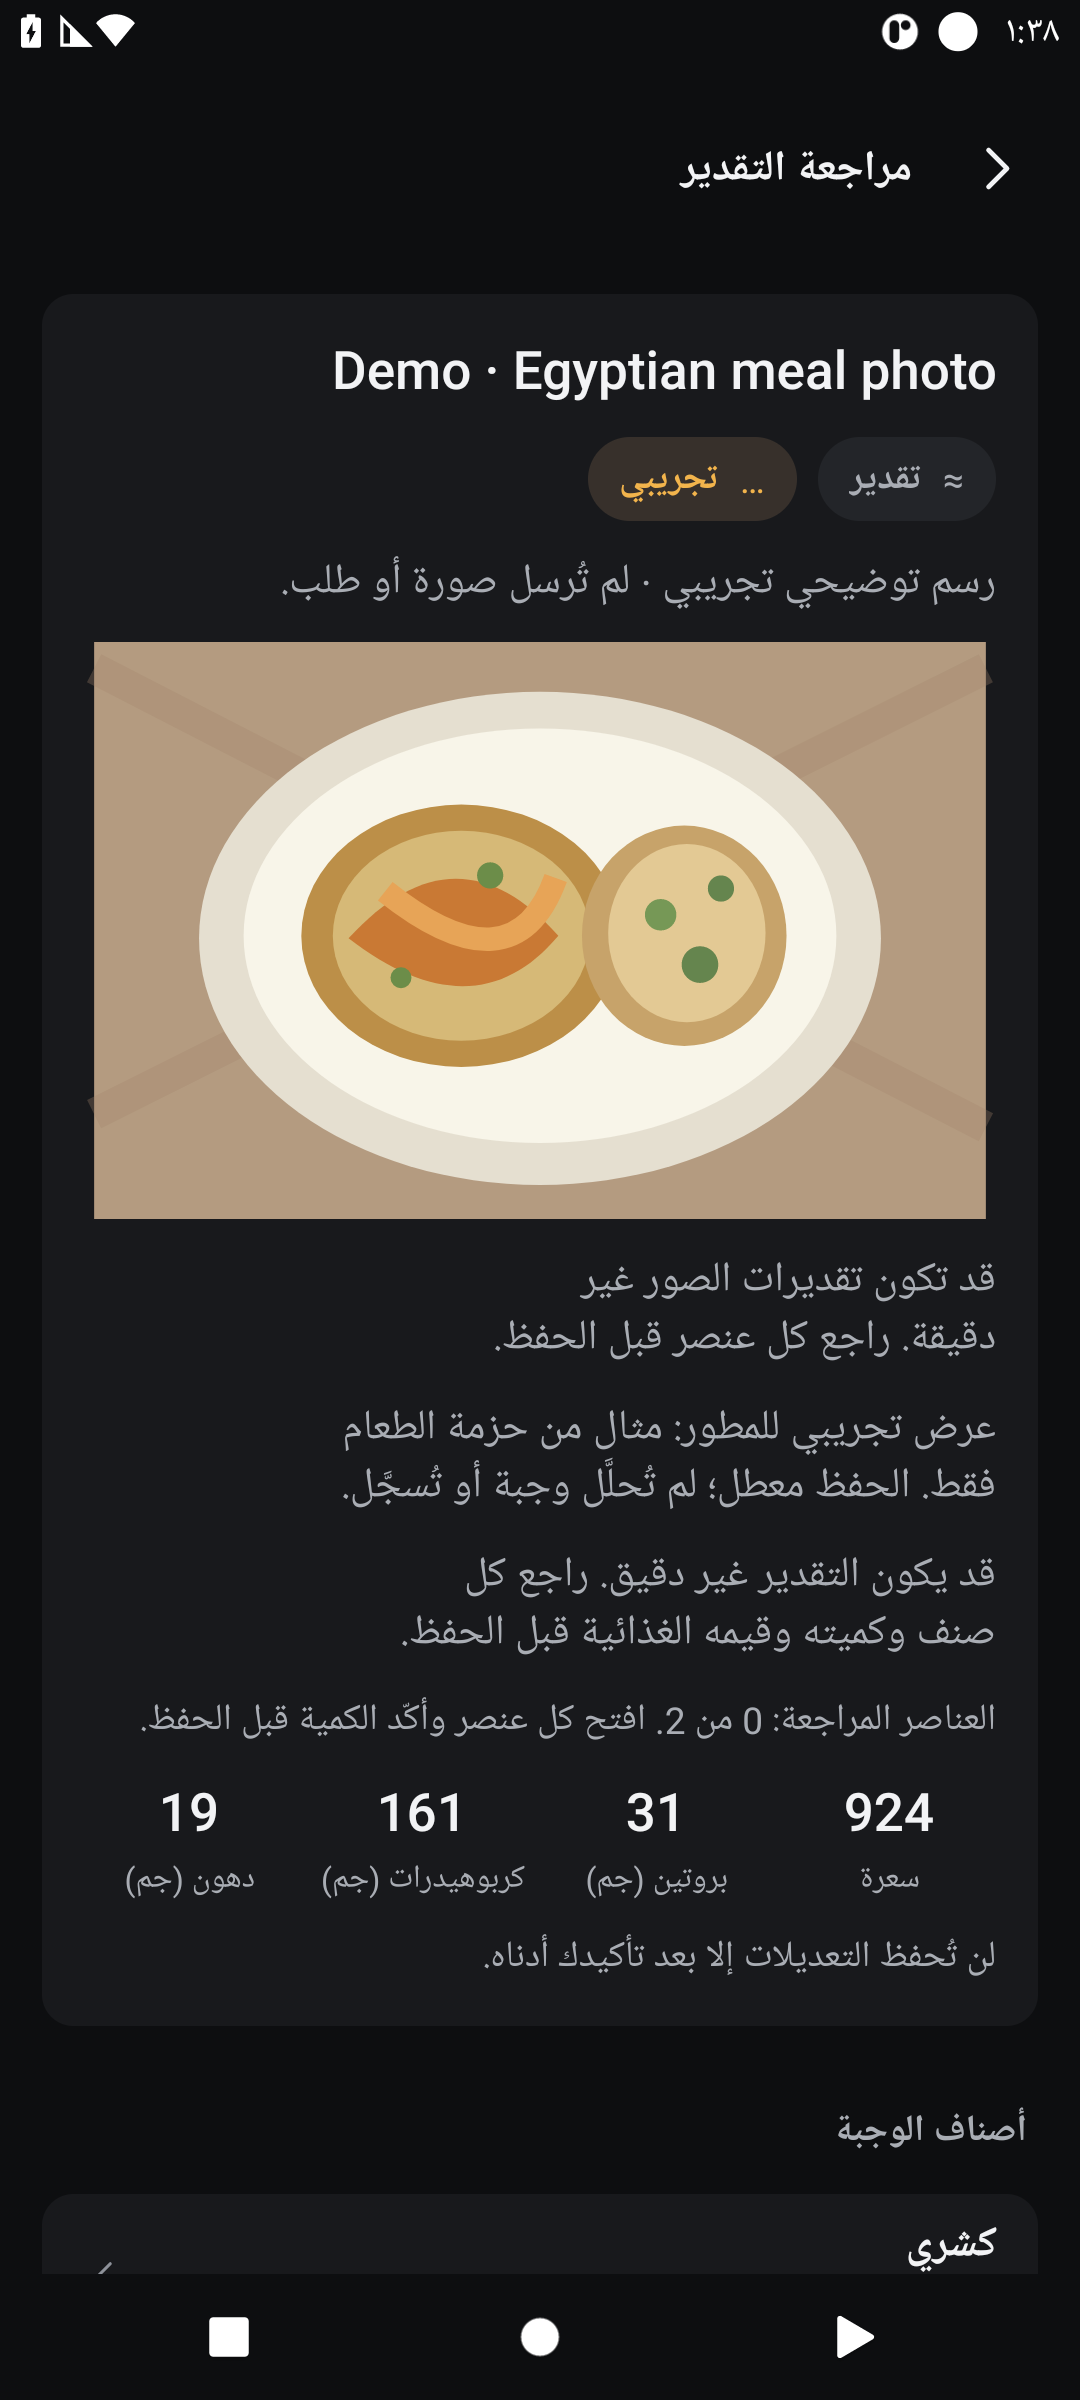 ١:٣٨
مراجعة التقدير
Demo · Egyptian meal photo
≈ تقدير
... تجريبي
رسم توضيحي تجريبي · لم تُرسل صورة أو طلب.
قد تكون تقديرات الصور غير
دقيقة. راجع كل عنصر قبل الحفظ.
عرض تجريبي للمطور: مثال من حزمة الطعام
فقط. الحفظ معطل؛ لم تُحلَّل وجبة أو تُسجَّل.
قد يكون التقدير غير دقيق. راجع كل
صنف وكميته وقيمه الغذائية قبل الحفظ.
العناصر المراجعة: 0 من 2. افتح كل عنصر وأكّد الكمية قبل الحفظ.
924 31 161 19
سعرة بروتين (جم) كربوهيدرات (جم) دهون (جم)
لن تُحفظ التعديلات إلا بعد تأكيدك أدناه.
أصناف الوجبة
كشري